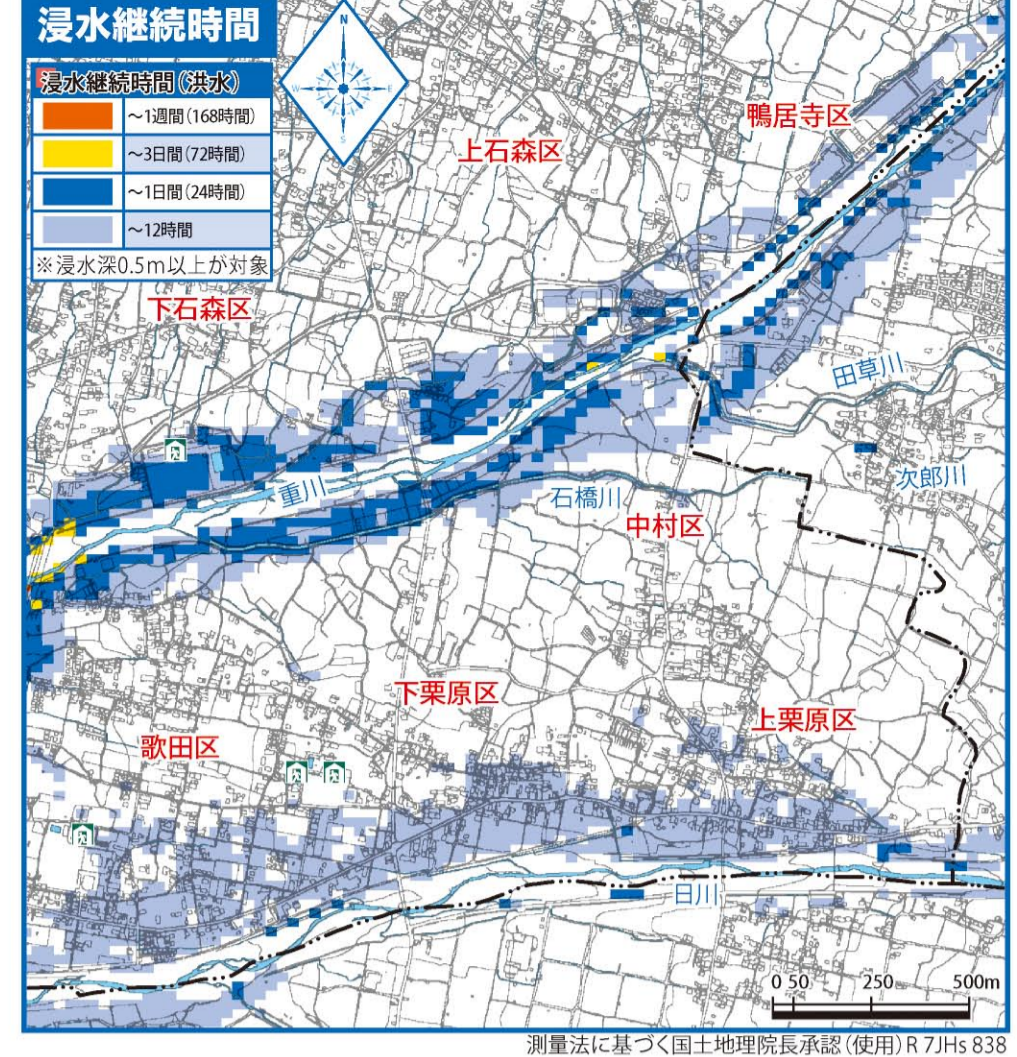 浸水継続時間
浸水継続時間(洪水)
～1週間(168時間)
～3日間(72時間)
～1日間(24時間)
～12時間
※浸水深0.5m以上が対象
N
W
E
S
鴨居寺区
上石森区
下石森区
田草川
次郎川
重川
石橋川
中村区
下栗原区
上栗原区
歌田区
日川
0 50 250 500m
測量法に基づく国土地理院長承認(使用)R 7JHs 838